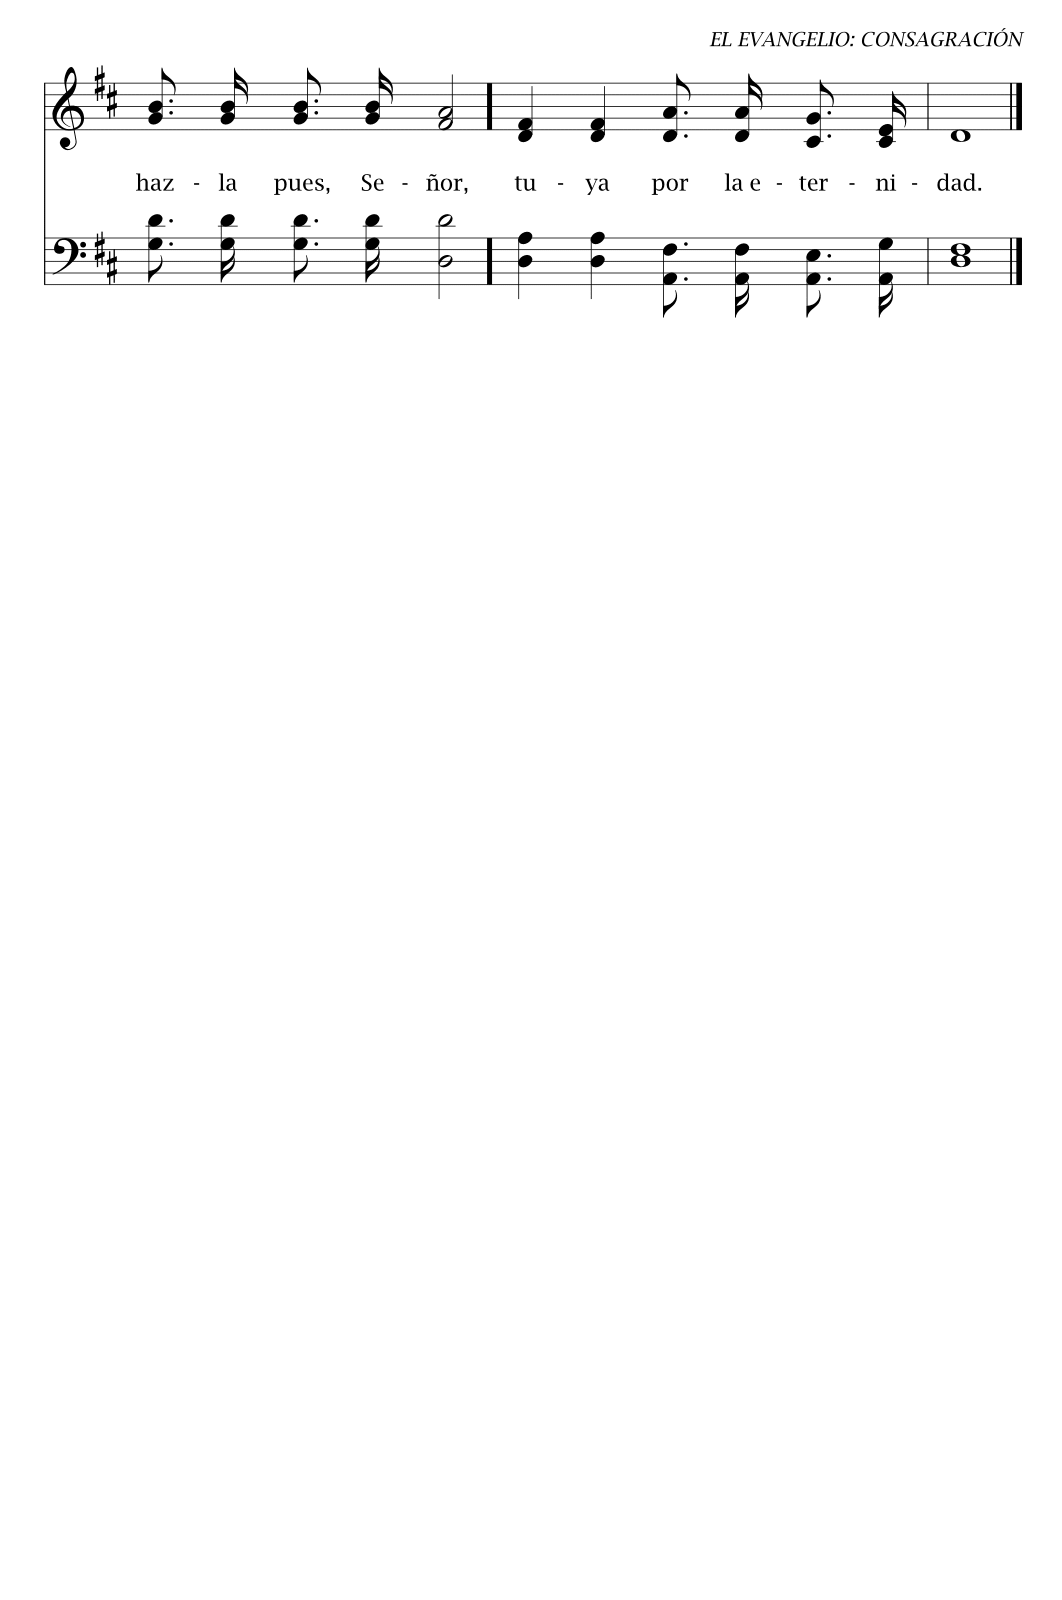 EL EVANGELIO: CONSAGRACIÓN
haz - la pues, Se - ñor, tu - ya por la e - ter - ni - dad.